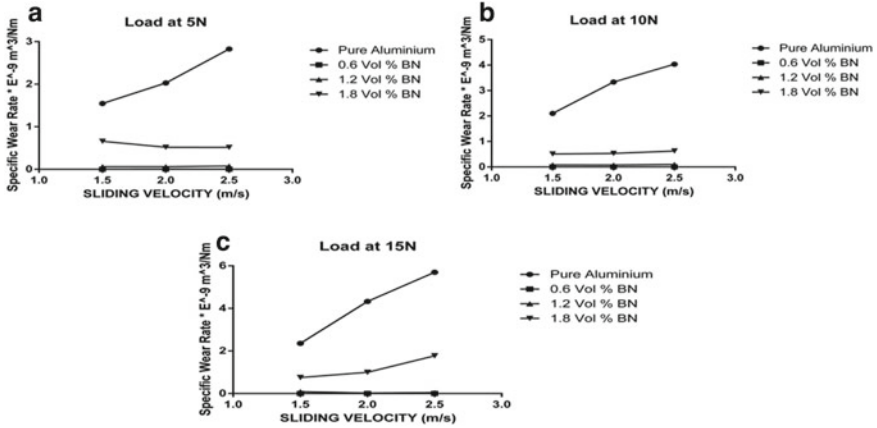 a
Load at 5N
Specific Wear Rate * E^-9 m^3/Nm
3
2
1
0
1.0 1.5 2.0 2.5 3.0
SLIDING VELOCITY (m/s)
Pure Aluminium
0.6 Vol % BN
1.2 Vol % BN
1.8 Vol % BN
b
Load at 10N
Specific Wear Rate * E^-9 m^3/Nm
5
4
3
2
1
0
1.0 1.5 2.0 2.5 3.0
SLIDING VELOCITY (m/s)
Pure Aluminium
0.6 Vol % BN
1.2 Vol % BN
1.8 Vol % BN
c
Load at 15N
Specific Wear Rate * E^-9 m^3/Nm
6
4
2
0
1.0 1.5 2.0 2.5 3.0
SLIDING VELOCITY (m/s)
Pure Aluminium
0.6 Vol % BN
1.2 Vol % BN
1.8 Vol % BN